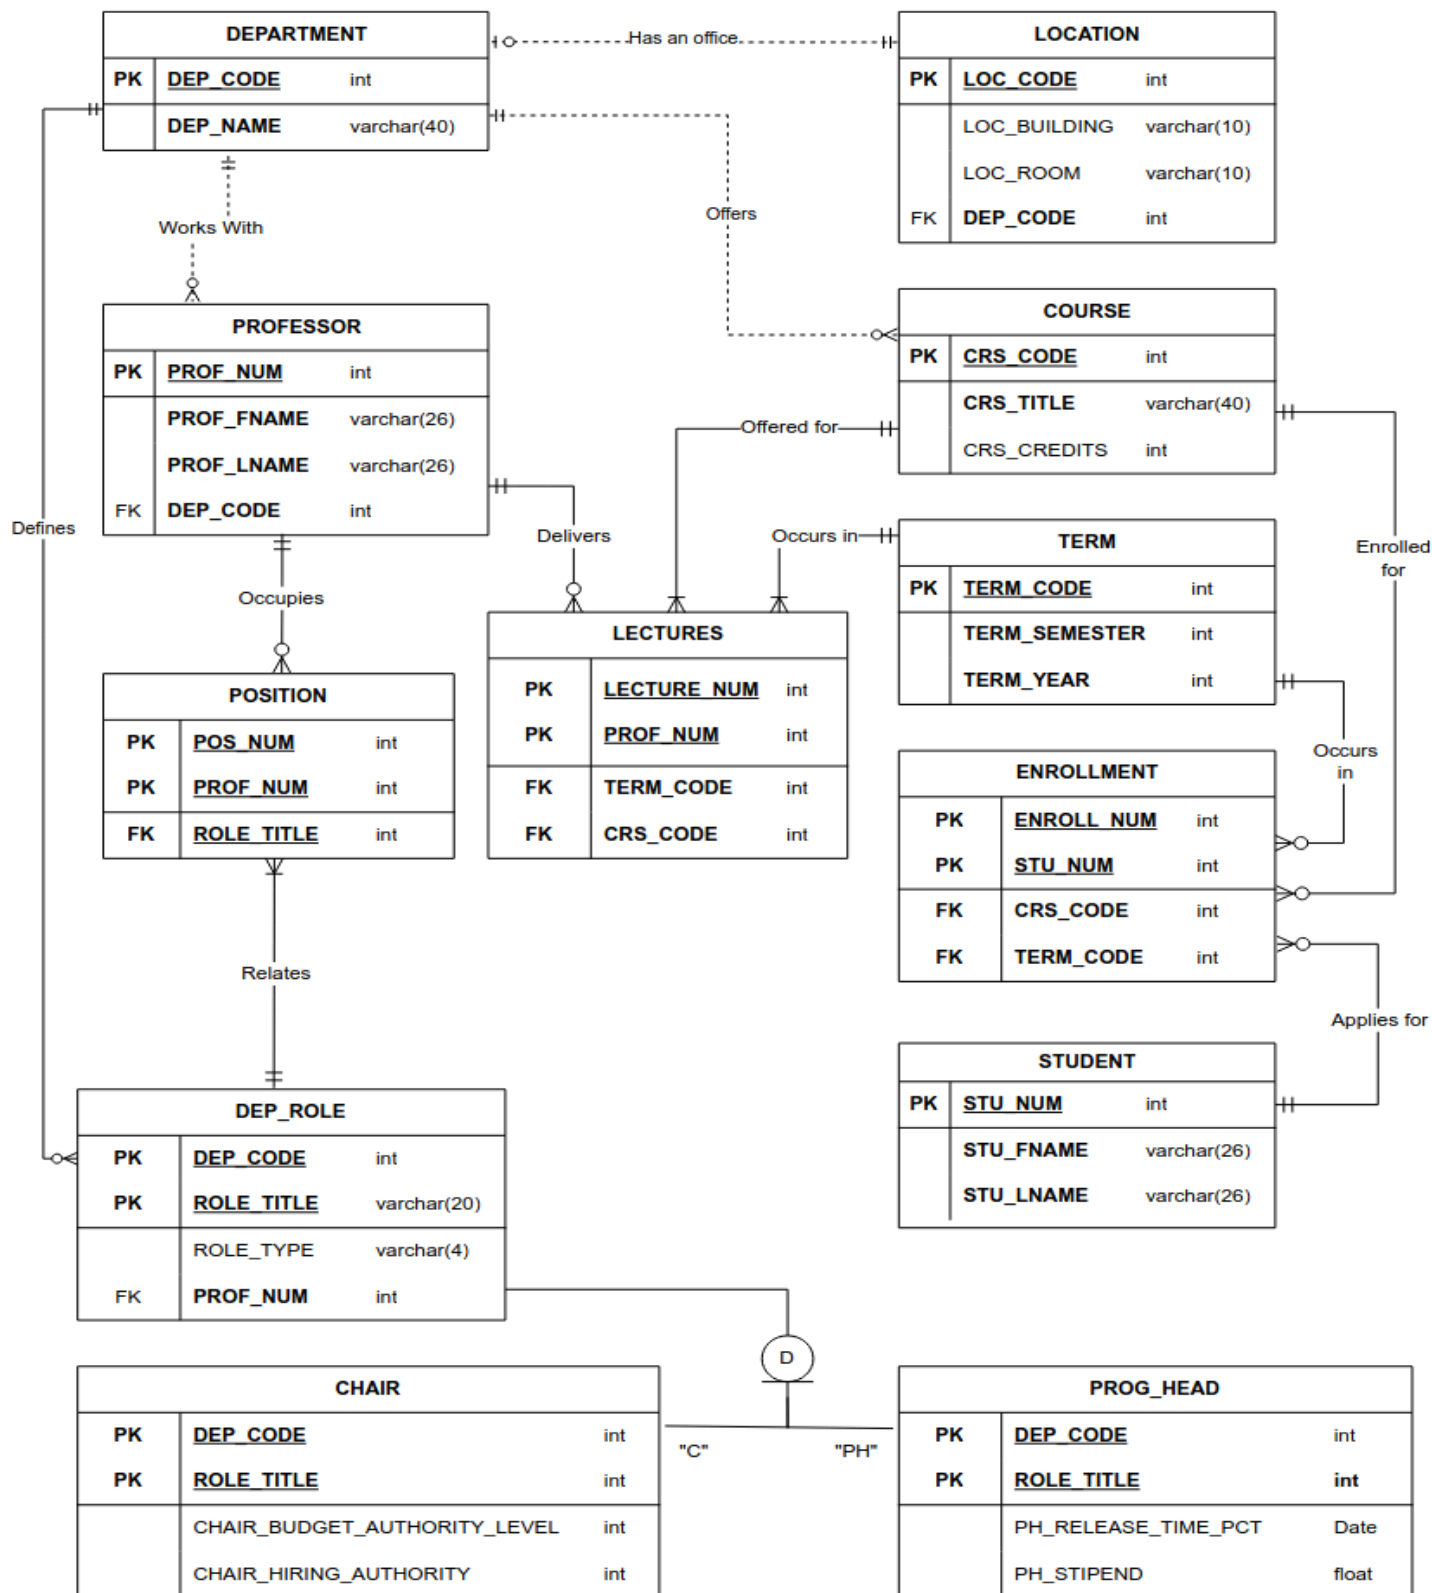 DEPARTMENT
PK DEP_CODE int
DEP_NAME varchar(40)
Has an office
LOCATION
PK LOC_CODE int
LOC_BUILDING varchar(10)
LOC_ROOM varchar(10)
FK DEP_CODE int
Works With
Offers
PROFESSOR
PK PROF_NUM int
PROF_FNAME varchar(26)
PROF_LNAME varchar(26)
FK DEP_CODE int
COURSE
PK CRS_CODE int
CRS_TITLE varchar(40)
CRS_CREDITS int
Offered for
Defines
Delivers
Occurs in
TERM
PK TERM_CODE int
TERM_SEMESTER int
TERM_YEAR int
Enrolled
for
Occupies
LECTURES
PK LECTURE_NUM int
PK PROF_NUM int
FK TERM_CODE int
FK CRS_CODE int
POSITION
PK POS_NUM int
PK PROF_NUM int
FK ROLE_TITLE int
Occurs
in
ENROLLMENT
PK ENROLL_NUM int
PK STU_NUM int
FK CRS_CODE int
FK TERM_CODE int
Relates
Applies for
STUDENT
PK STU_NUM int
STU_FNAME varchar(26)
STU_LNAME varchar(26)
DEP_ROLE
PK DEP_CODE int
PK ROLE_TITLE varchar(20)
ROLE_TYPE varchar(4)
FK PROF_NUM int
D
"C"
"PH"
CHAIR
PK DEP_CODE int
PK ROLE_TITLE int
CHAIR_BUDGET_AUTHORITY_LEVEL int
CHAIR_HIRING_AUTHORITY int
PROG_HEAD
PK DEP_CODE int
PK ROLE_TITLE int
PH_RELEASE_TIME_PCT Date
PH_STIPEND float